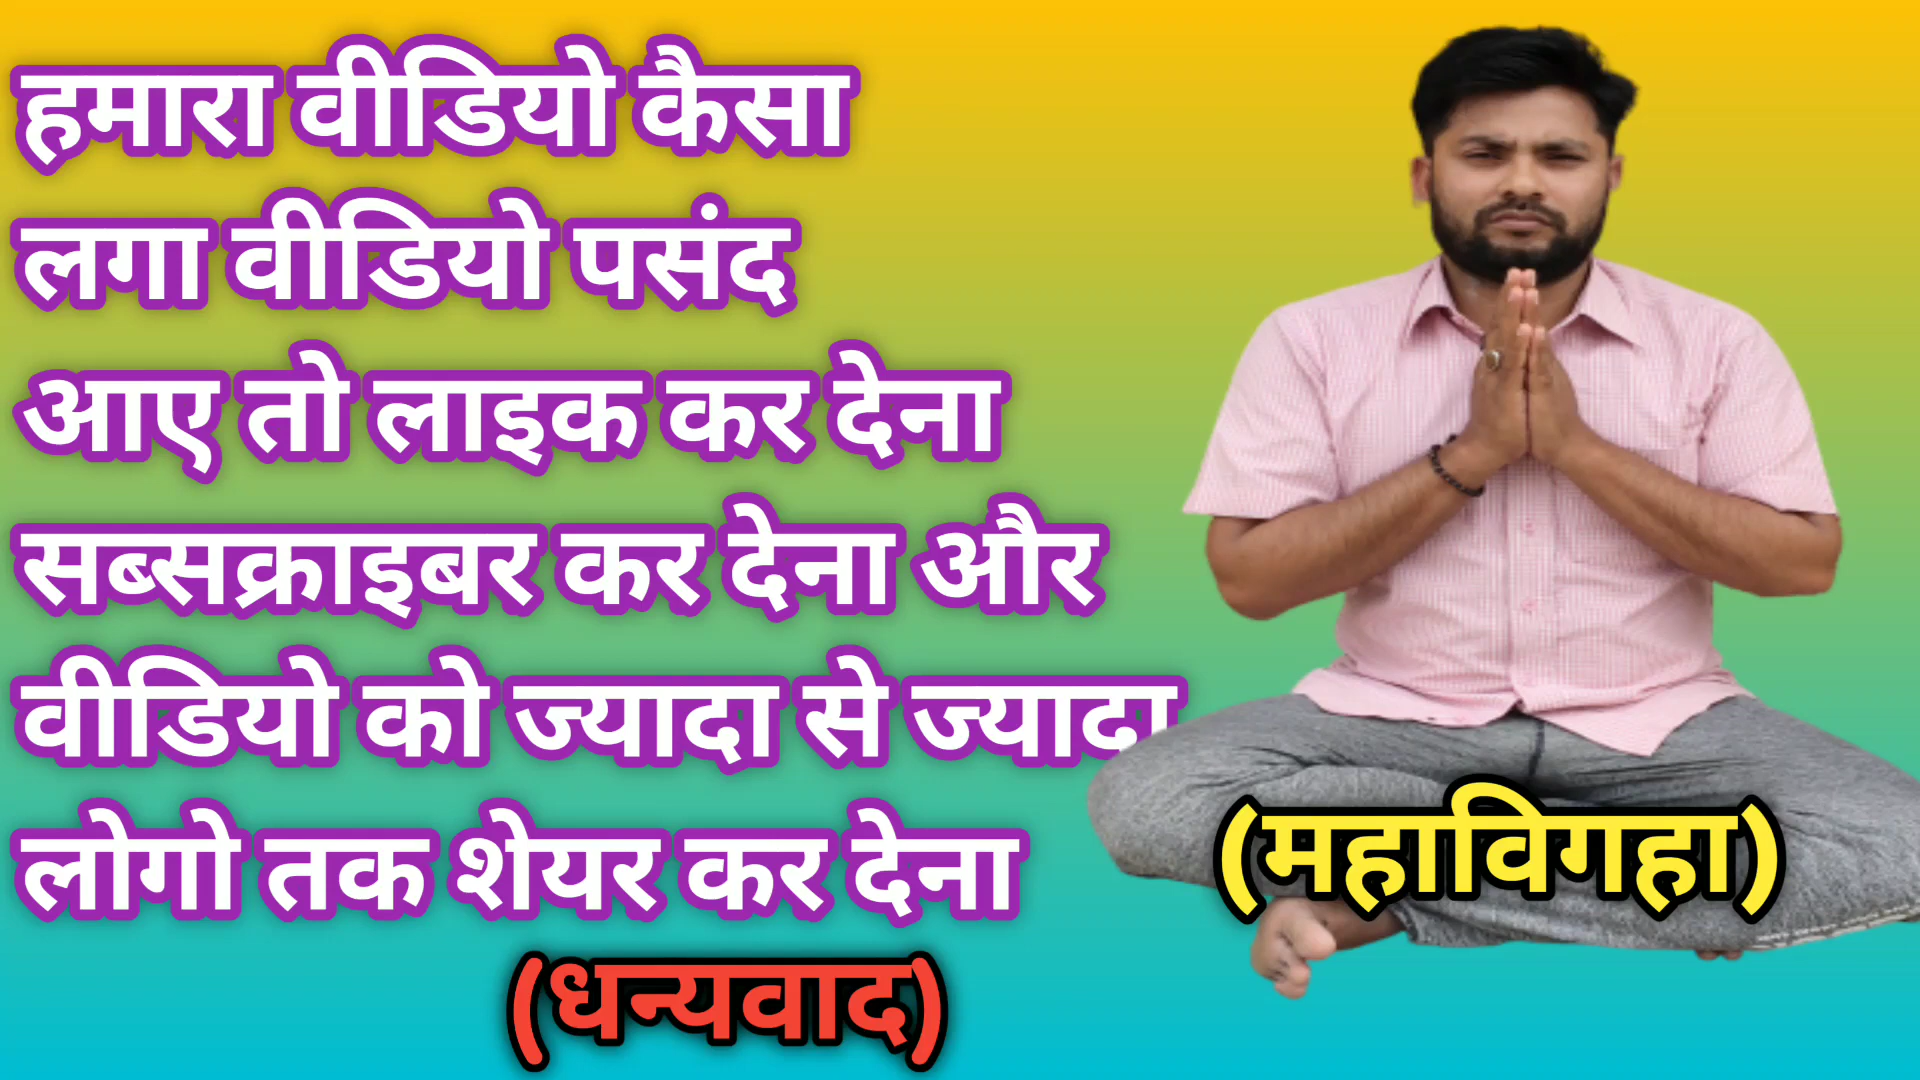 हमारा वीडियो कैसा
लगा वीडियो पसंद
आए तो लाइक कर देना
सब्सक्राइबर कर देना और
वीडियो को ज्यादा से ज्यादा
लोगो तक शेयर कर देना
(महाविगहा)
(धन्यवाद)